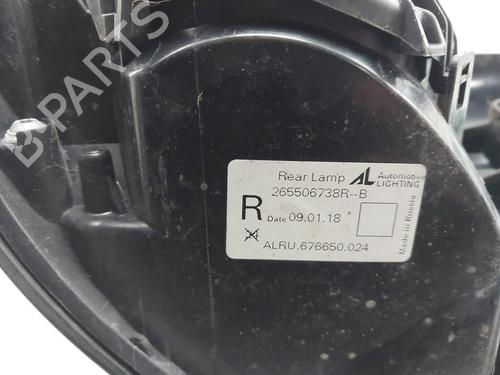 B-PARTS
Rear Lamp AL Automotive LIGHTING
265506738R--B
R Date 09.01.18
ALRU.676650.024
Made in Russia